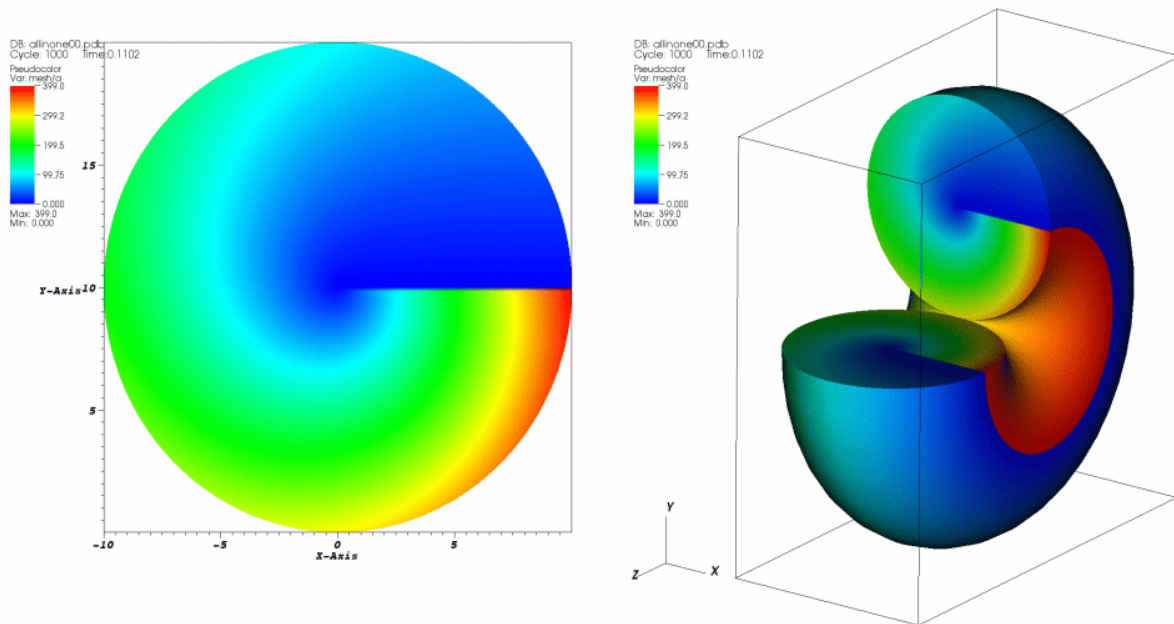 DB: allinone00.pdb
Cycle: 1000 Time:0.1102
Pseudocolor
Var: mesh/a
399.0
299.2
199.5
99.75
0.000
Max: 399.0
Min: 0.000
15
Y-Axis 10
5
-10 -5 0 5
X-Axis
DB: allinone00.pdb
Cycle: 1000 Time:0.1102
Pseudocolor
Var: mesh/a
399.0
299.2
199.5
99.75
0.000
Max: 399.0
Min: 0.000
Y
Z X